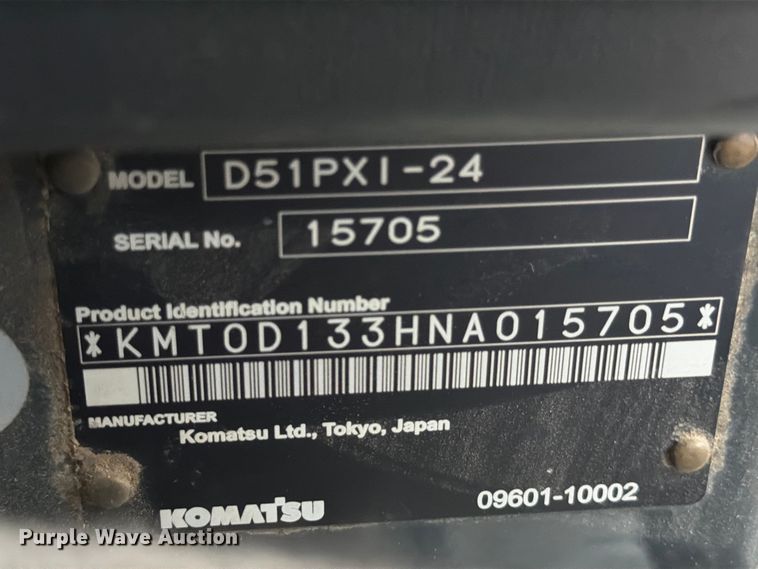 MODEL D51PXI-24
SERIAL No. 15705
Product Identification Number
*KMT0D133HNA015705*
MANUFACTURER
Komatsu Ltd., Tokyo, Japan
KOMATSU 09601-10002
Purple Wave Auction